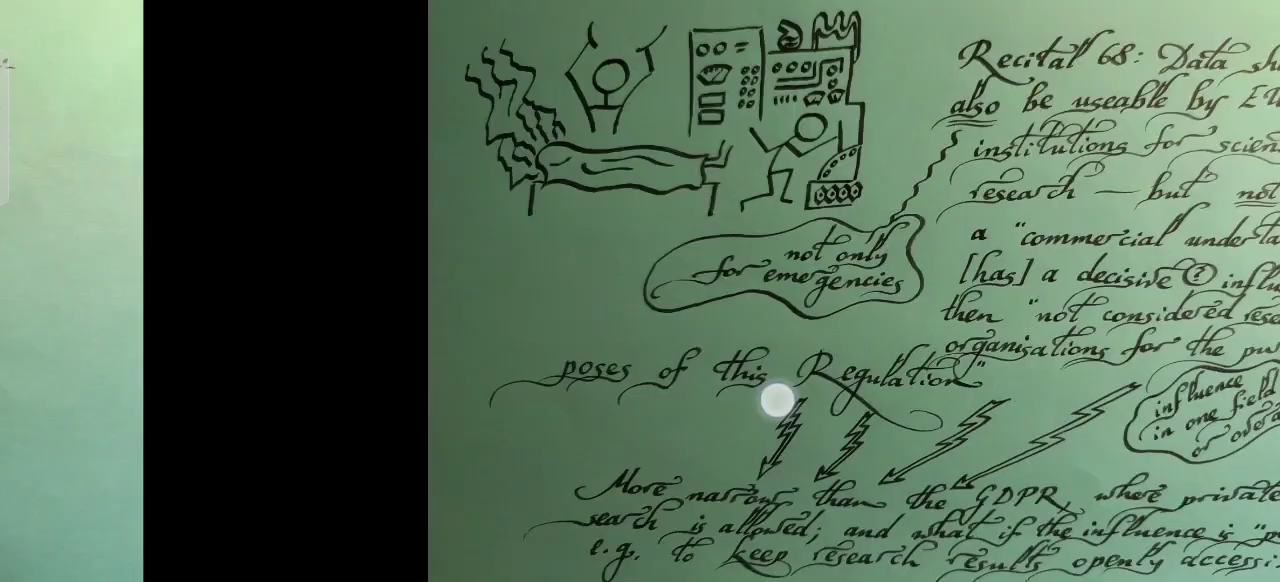 Recital 68: Data sh
also be useable by EU
institutions for scien
research — but not
a "commercial underta
[has] a decisive ? influ
then "not considered rese
organisations for the pur
poses of this Regulation"
not only
for emergencies
influence
in one field
or overa
More narrow than the GDPR, where private
search is allowed; and what if the influence is "p
e.g. to keep research results openly accessi